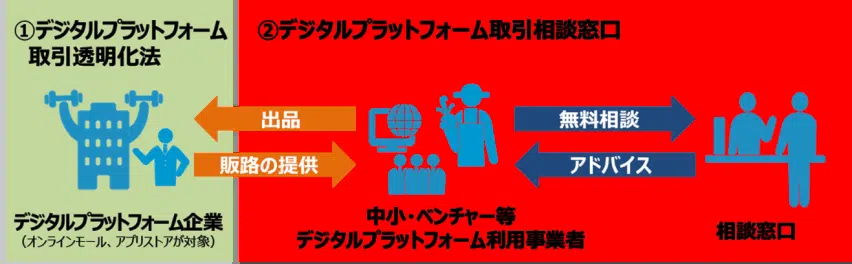 ①デジタルプラットフォーム
取引透明化法
②デジタルプラットフォーム取引相談窓口
出品
販路の提供
無料相談
アドバイス
デジタルプラットフォーム企業
（オンラインモール、アプリストアが対象）
中小・ベンチャー等
デジタルプラットフォーム利用事業者
相談窓口